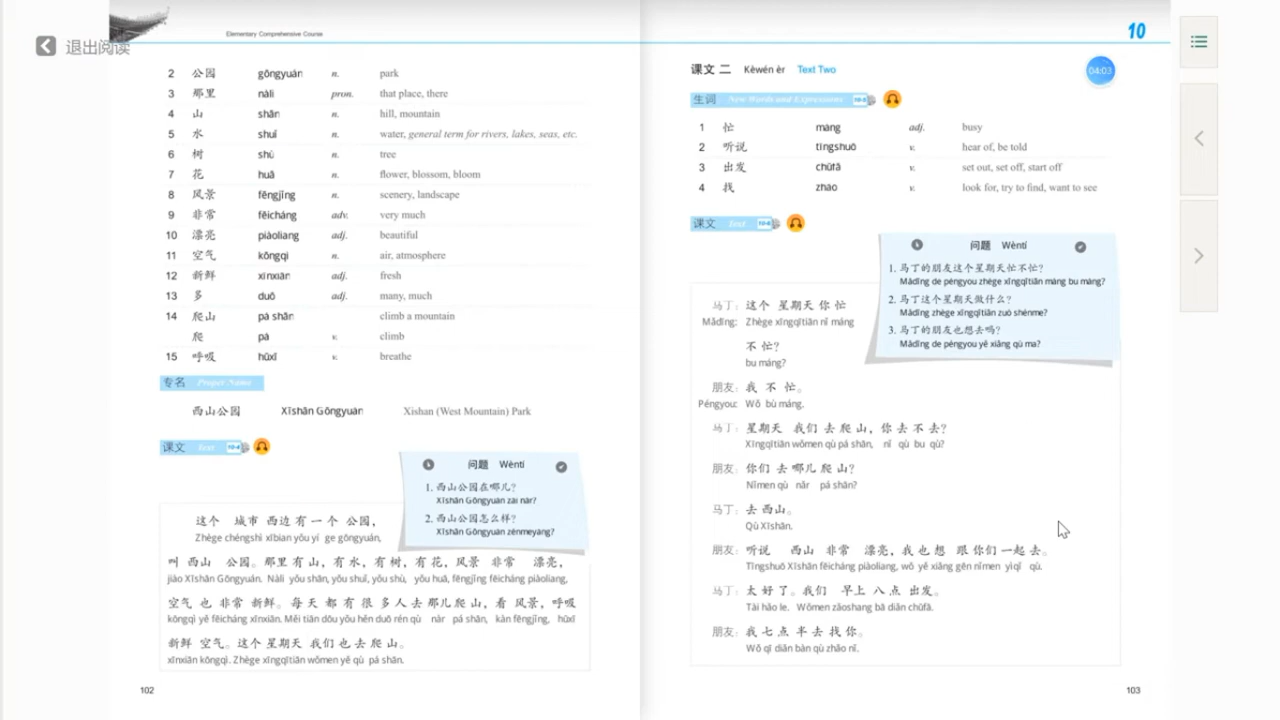 退出阅读
Elementary Comprehensive Course
2 公园 gōngyuán n. park
3 那里 nàli pron. that place, there
4 山 shān n. hill, mountain
5 水 shuǐ n. water, general term for rivers, lakes, seas, etc.
6 树 shù n. tree
7 花 huā n. flower, blossom, bloom
8 风景 fēngjǐng n. scenery, landscape
9 非常 fēicháng adv. very much
10 漂亮 piàoliang adj. beautiful
11 空气 kōngqì n. air, atmosphere
12 新鲜 xīnxiān adj. fresh
13 多 duō adj. many, much
14 爬山 pá shān climb a mountain
爬 pá v. climb
15 呼吸 hūxī v. breathe
专名 Proper Name
西山公园 Xīshān Gōngyuán Xishan (West Mountain) Park
课文 Text 10-4
问题 Wèntí
1. 西山公园在哪儿?
Xīshān Gōngyuán zài nǎr?
2. 西山公园怎么样?
Xīshān Gōngyuán zěnmeyàng?
这个 城市 西边 有 一 个 公园,
Zhège chéngshì xībian yǒu yí ge gōngyuán,
叫 西山 公园。那里 有 山, 有 水, 有 树, 有 花, 风景 非常 漂亮,
jiào Xīshān Gōngyuán. Nàli yǒu shān, yǒu shuǐ, yǒu shù, yǒu huā, fēngjǐng fēicháng piàoliang,
空气 也 非常 新鲜。每 天 都 有 很 多 人 去 那儿 爬 山, 看 风景, 呼吸
kōngqì yě fēicháng xīnxiān. Měi tiān dōu yǒu hěn duō rén qù nàr pá shān, kàn fēngjǐng, hūxī
新鲜 空气。这个 星期天 我们 也 去 爬 山。
xīnxiān kōngqì. Zhège xīngqītiān wǒmen yě qù pá shān.
102
10
课文 二 Kèwén èr Text Two
04:03
生词 New Words and Expressions 10-5
1 忙 máng adj. busy
2 听说 tīngshuō v. hear of, be told
3 出发 chūfā v. set out, set off, start off
4 找 zhǎo v. look for, try to find, want to see
课文 Text 10-6
问题 Wèntí
1. 马丁的朋友这个星期天忙不忙?
Mǎdīng de péngyou zhège xīngqītiān máng bu máng?
2. 马丁这个星期天做什么?
Mǎdīng zhège xīngqītiān zuò shénme?
3. 马丁的朋友也想去吗?
Mǎdīng de péngyou yě xiǎng qù ma?
马丁: 这个 星期天 你 忙
Mǎdīng: Zhège xīngqītiān nǐ máng
不 忙?
bu máng?
朋友: 我 不 忙。
Péngyou: Wǒ bù máng.
马丁: 星期天 我们 去 爬 山, 你 去 不 去?
Xīngqītiān wǒmen qù pá shān, nǐ qù bu qù?
朋友: 你们 去 哪儿 爬 山?
Nǐmen qù nǎr pá shān?
马丁: 去 西山。
Qù Xīshān.
朋友: 听说 西山 非常 漂亮, 我 也 想 跟 你们 一起 去。
Tīngshuō Xīshān fēicháng piàoliang, wǒ yě xiǎng gēn nǐmen yìqǐ qù.
马丁: 太 好 了。我们 早上 八 点 出发。
Tài hǎo le. Wǒmen zǎoshang bā diǎn chūfā.
朋友: 我 七 点 半 去 找 你。
Wǒ qī diǎn bàn qù zhǎo nǐ.
103